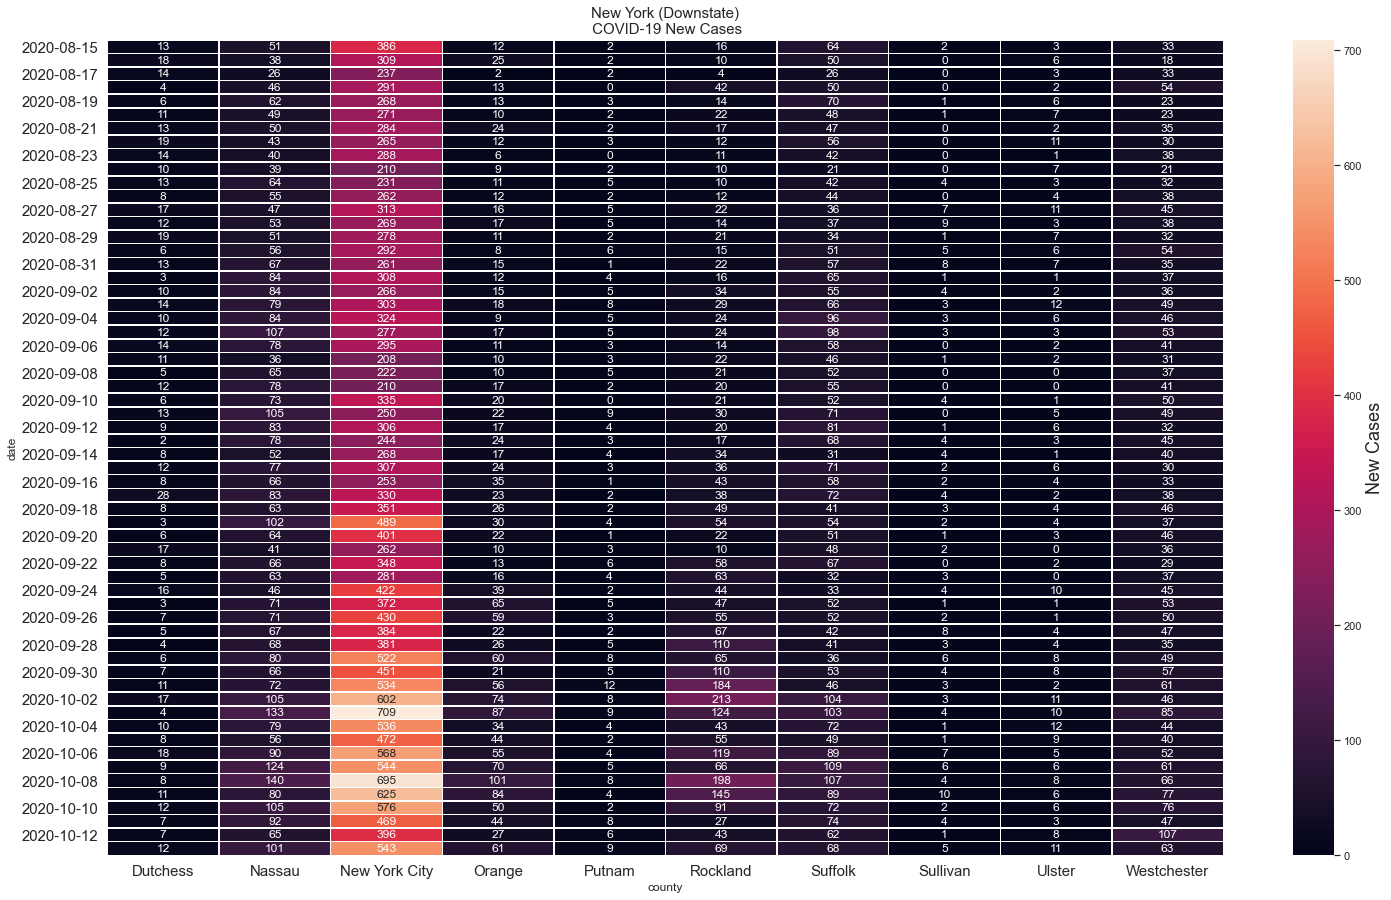 New York (Downstate)
COVID-19 New Cases
2020-08-15 13 51 386 12 2 16 64 2 3 33
18 38 309 25 2 10 50 0 6 18
2020-08-17 14 26 237 2 2 4 26 0 3 33
4 46 291 13 0 42 50 0 2 54
2020-08-19 6 62 268 13 3 14 70 1 6 23
11 49 271 10 2 22 48 1 7 23
2020-08-21 13 50 284 24 2 17 47 0 2 35
19 43 265 12 3 12 56 0 11 30
2020-08-23 14 40 288 6 0 11 42 0 1 38
10 39 210 9 2 10 21 0 7 21
2020-08-25 13 64 231 11 5 10 42 4 3 32
8 55 262 12 2 12 44 0 4 38
2020-08-27 17 47 313 16 5 22 36 7 11 45
12 53 269 17 5 14 37 9 3 38
2020-08-29 19 51 278 11 2 21 34 1 7 32
6 56 292 8 6 15 51 5 6 54
2020-08-31 13 67 261 15 1 22 57 8 7 35
3 84 308 12 4 16 65 1 1 37
2020-09-02 10 84 266 15 5 34 55 4 2 36
14 79 303 18 8 29 66 3 12 49
2020-09-04 10 84 324 9 5 24 96 3 6 46
12 107 277 17 5 24 98 3 3 53
2020-09-06 14 78 295 11 3 14 58 0 2 41
11 36 208 10 3 22 46 1 2 31
2020-09-08 5 65 222 10 5 21 52 0 0 37
12 78 210 17 2 20 55 0 0 41
2020-09-10 6 73 335 20 0 21 52 4 1 50
13 105 250 22 9 30 71 0 5 49
2020-09-12 9 83 306 17 4 20 81 1 6 32
2 78 244 24 3 17 68 4 3 45
2020-09-14 8 52 268 17 4 34 31 4 1 40
12 77 307 24 3 36 71 2 6 30
2020-09-16 8 66 253 35 1 43 58 2 4 33
28 83 330 23 2 38 72 4 2 38
2020-09-18 8 63 351 26 2 49 41 3 4 46
3 102 489 30 4 54 54 2 4 37
2020-09-20 6 64 401 22 1 22 51 1 3 46
17 41 262 10 3 10 48 2 0 36
2020-09-22 8 66 348 13 6 58 67 0 2 29
5 63 281 16 4 63 32 3 0 37
2020-09-24 16 46 422 39 2 44 33 4 10 45
3 71 372 65 5 47 52 1 1 53
2020-09-26 7 71 430 59 3 55 52 2 1 50
5 67 384 22 2 67 42 8 4 47
2020-09-28 4 68 381 26 5 110 41 3 4 35
6 80 522 60 8 65 36 6 8 49
2020-09-30 7 66 451 21 5 110 53 4 8 57
11 72 534 56 12 184 46 3 2 61
2020-10-02 17 105 602 74 8 213 104 3 11 46
4 133 709 87 9 124 103 4 10 85
2020-10-04 10 79 536 34 4 43 72 1 12 44
8 56 472 44 2 55 49 1 9 40
2020-10-06 18 90 568 55 4 119 89 7 5 52
9 124 544 70 5 66 109 6 6 61
2020-10-08 8 140 695 101 8 198 107 4 8 66
11 80 625 84 4 145 89 10 6 77
2020-10-10 12 105 576 50 2 91 72 2 6 76
7 92 469 44 8 27 74 4 3 47
2020-10-12 7 65 396 27 6 43 62 1 8 107
12 101 543 61 9 69 68 5 11 63
Dutchess Nassau New York City Orange Putnam Rockland Suffolk Sullivan Ulster Westchester
county
date
700
600
500
400
300
200
100
0
New Cases